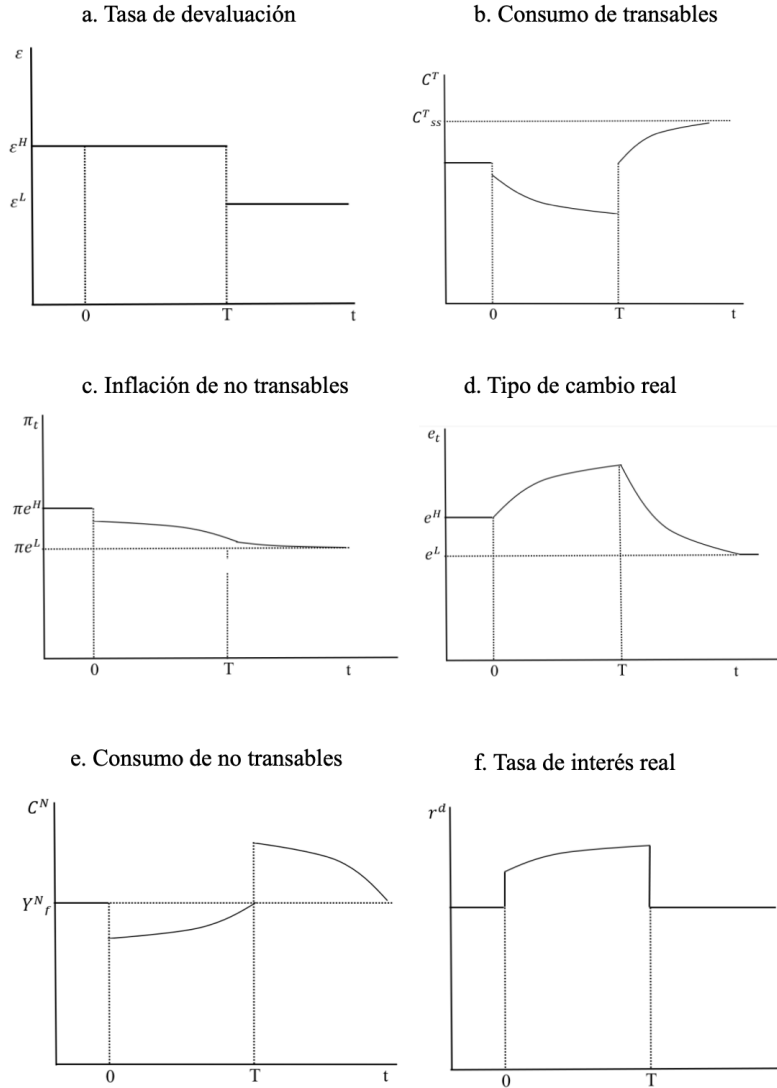 a. Tasa de devaluación
ε
ε^H
ε^L
0
T
t
b. Consumo de transables
C^T
C^T_ss
0
T
t
c. Inflación de no transables
π_t
πe^H
πe^L
0
T
t
d. Tipo de cambio real
e_t
e^H
e^L
0
T
t
e. Consumo de no transables
C^N
Y^N_f
0
T
t
f. Tasa de interés real
r^d
0
T